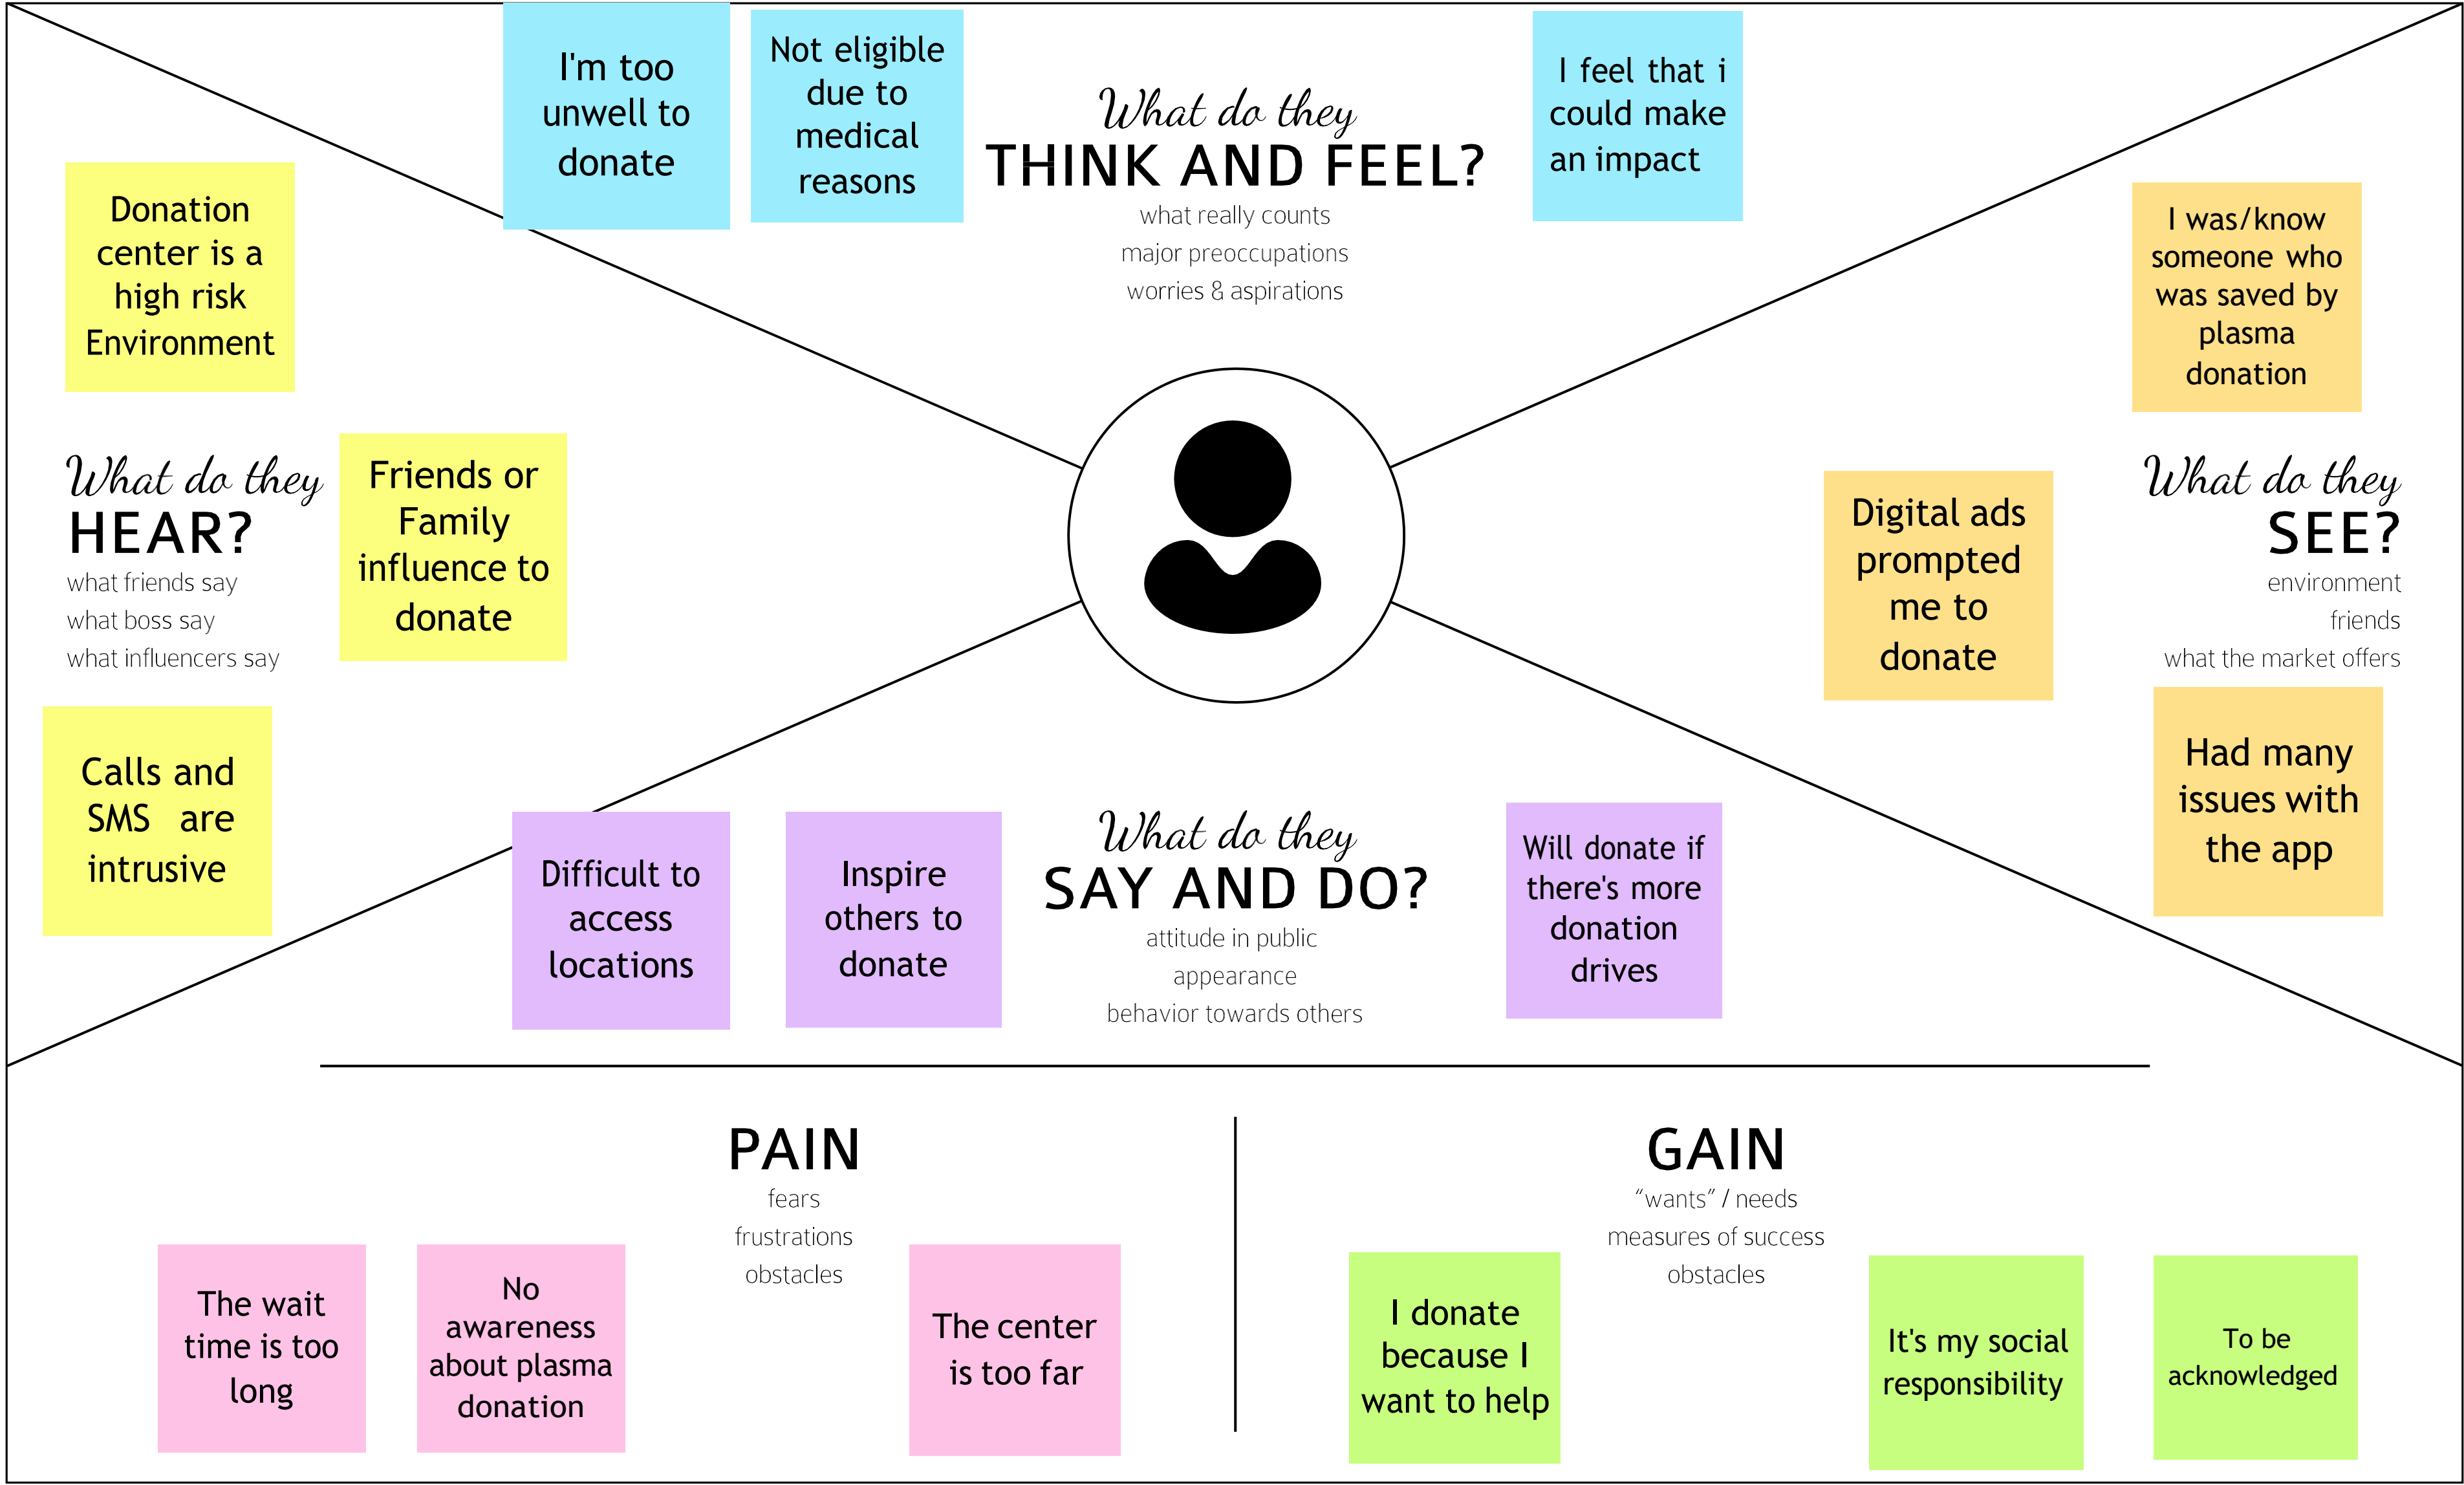 I'm too
unwell to
donate
Not eligible
due to
medical
reasons
What do they
THINK AND FEEL?
what really counts
major preoccupations
worries & aspirations
I feel that i
could make
an impact
Donation
center is a
high risk
Environment
What do they
HEAR?
what friends say
what boss say
what influencers say
Friends or
Family
influence to
donate
Calls and
SMS are
intrusive
I was/know
someone who
was saved by
plasma
donation
Digital ads
prompted
me to
donate
What do they
SEE?
environment
friends
what the market offers
Had many
issues with
the app
Difficult to
access
locations
Inspire
others to
donate
What do they
SAY AND DO?
attitude in public
appearance
behavior towards others
Will donate if
there's more
donation
drives
PAIN
fears
frustrations
obstacles
The wait
time is too
long
No
awareness
about plasma
donation
The center
is too far
GAIN
“wants” / needs
measures of success
obstacles
I donate
because I
want to help
It's my social
responsibility
To be
acknowledged